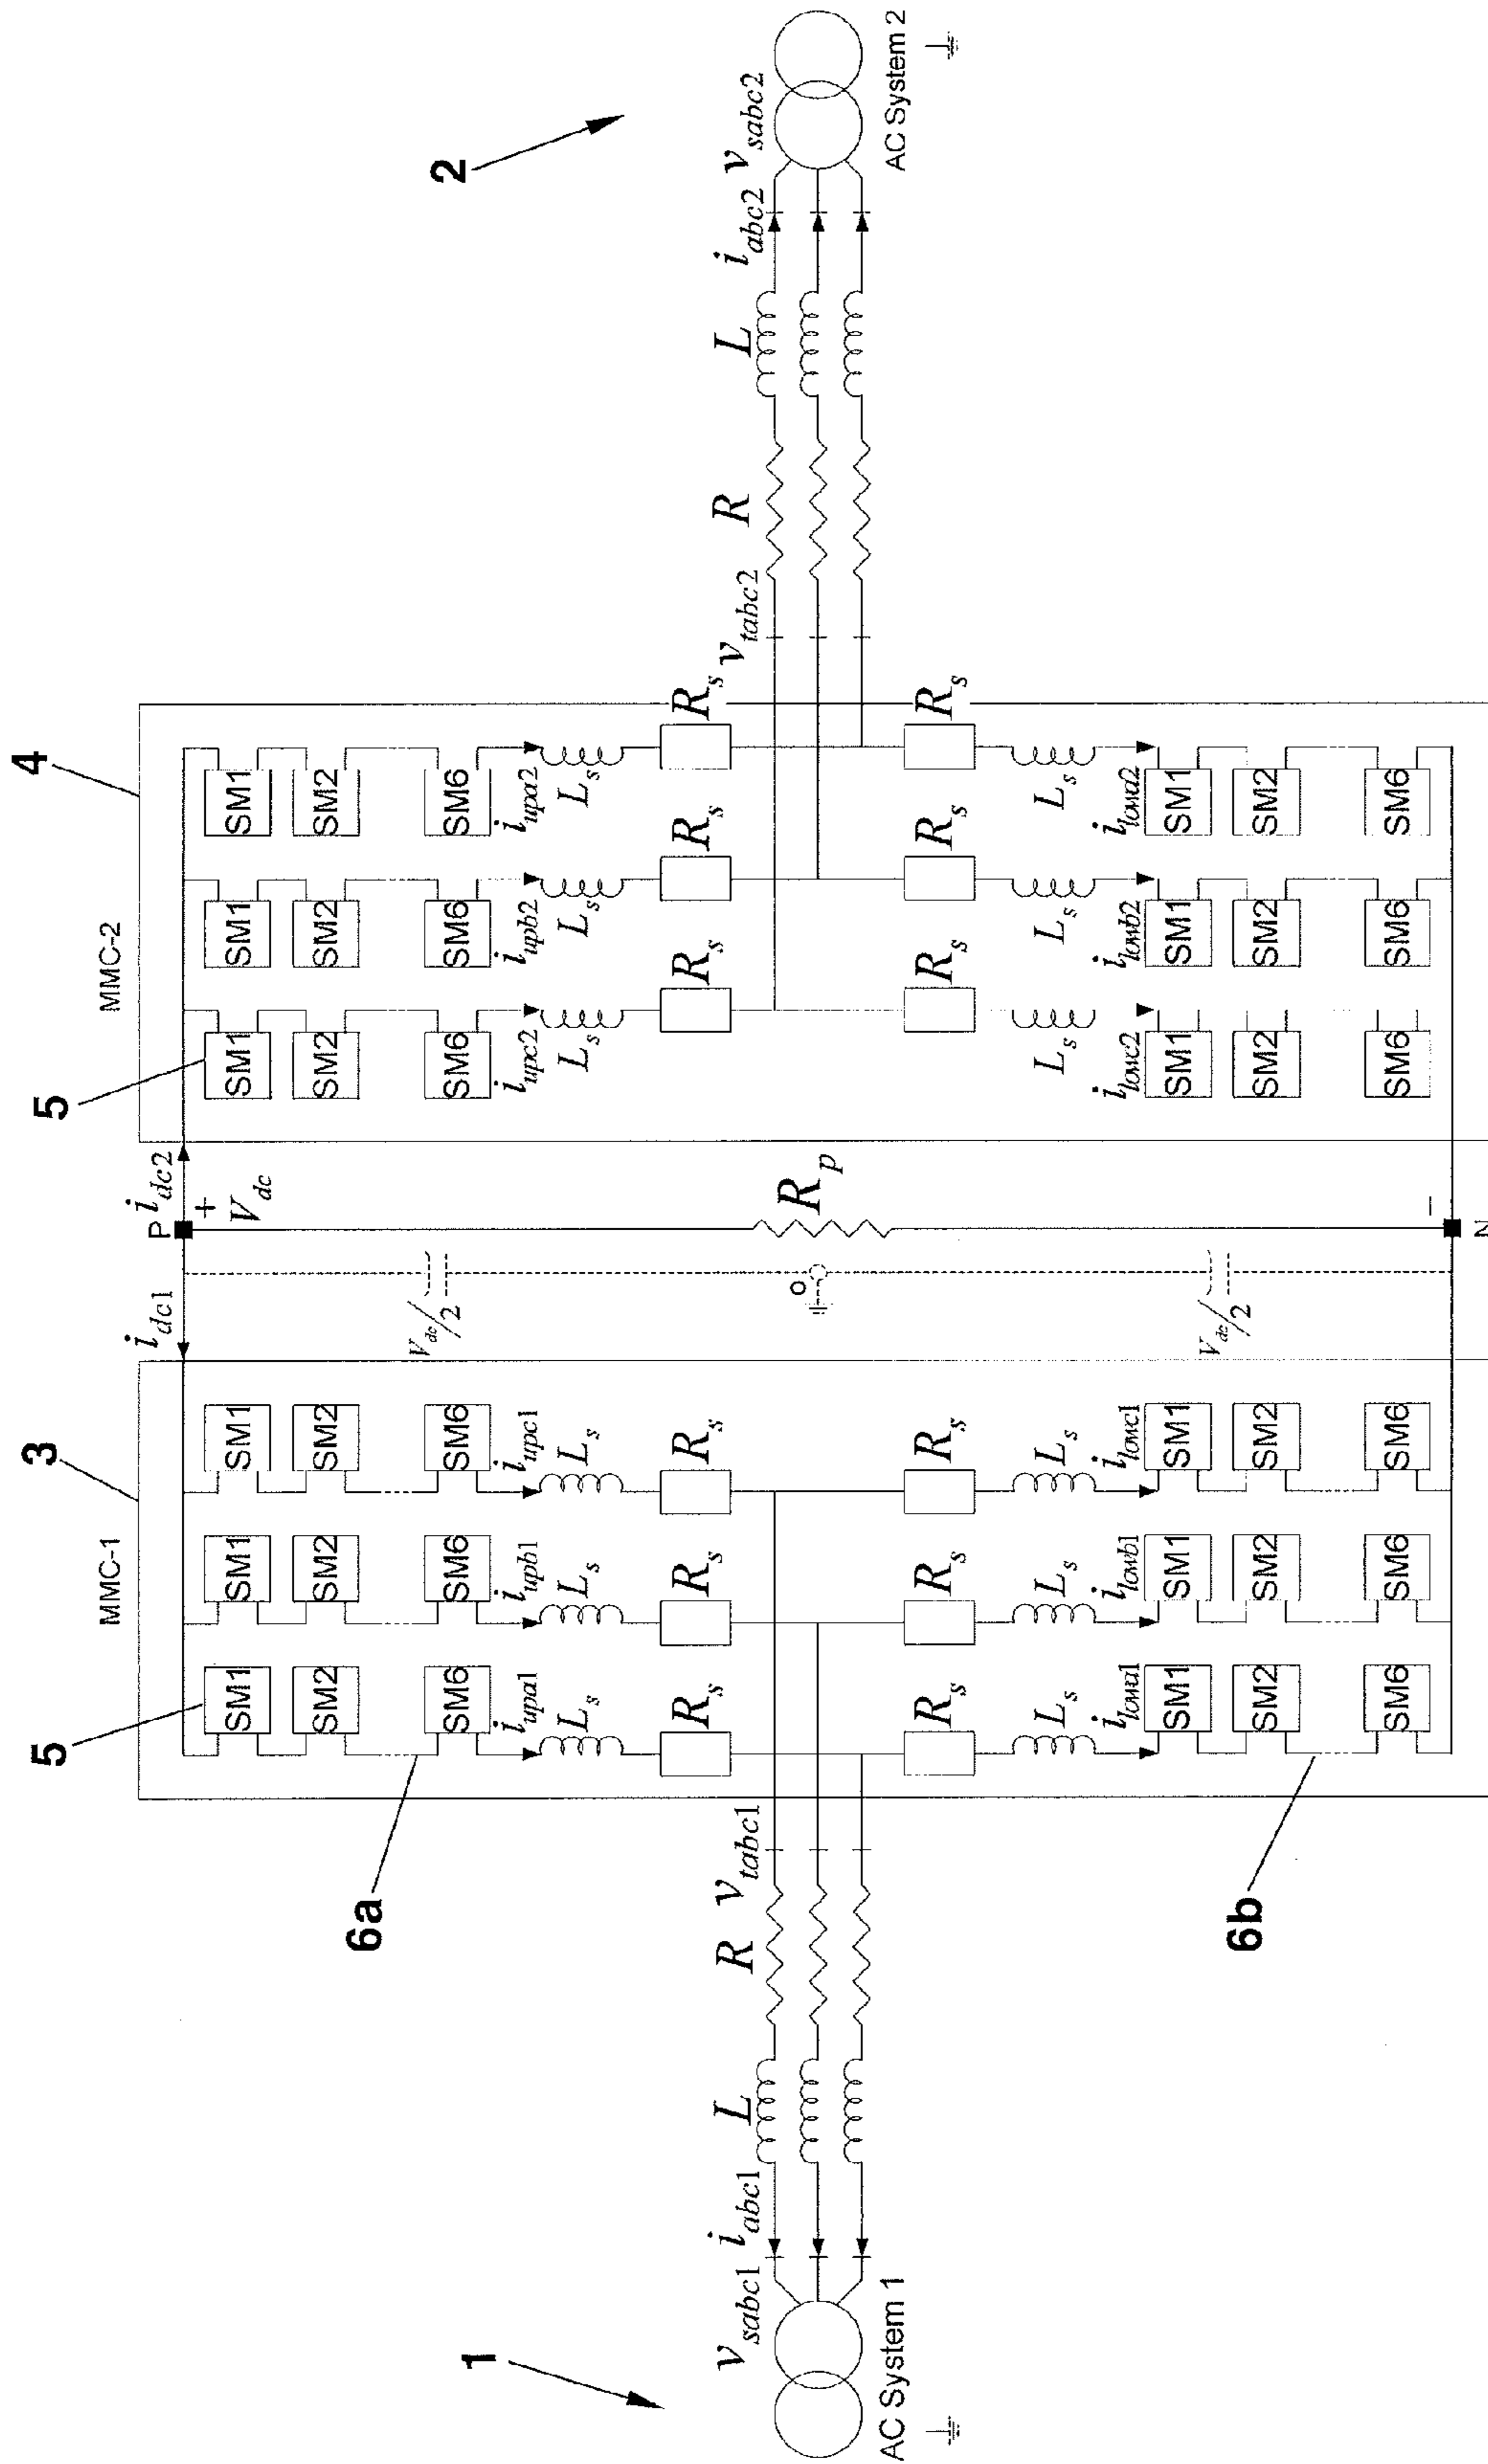 1
2
3
4
MMC-1
MMC-2
5
5
i_dc1
P
i_dc2
+
V_dc
SM1 SM1 SM1
SM1 SM1 SM1
SM2 SM2 SM2
SM2 SM2 SM2
6a
SM6 SM6 SM6
SM6 SM6 SM6
V_dc/2
i_upa1 i_upb1 i_upc1
i_upc2 i_upb2 i_upa2
L_s L_s L_s
L_s L_s L_s
R_s R_s R_s
R_s R_s R_s
v_sabc1 i_abc1 L R v_tabc1
R_p
v_tabc2 R L i_abc2 v_sabc2
o
AC System 1
AC System 2
R_s R_s R_s
R_s R_s R_s
L_s L_s L_s
L_s L_s L_s
i_lowa1 i_lowb1 i_lowc1
i_lowc2 i_lowb2 i_lowa2
SM1 SM1 SM1
SM1 SM1 SM1
V_dc/2
SM2 SM2 SM2
SM2 SM2 SM2
6b
SM6 SM6 SM6
SM6 SM6 SM6
-
N